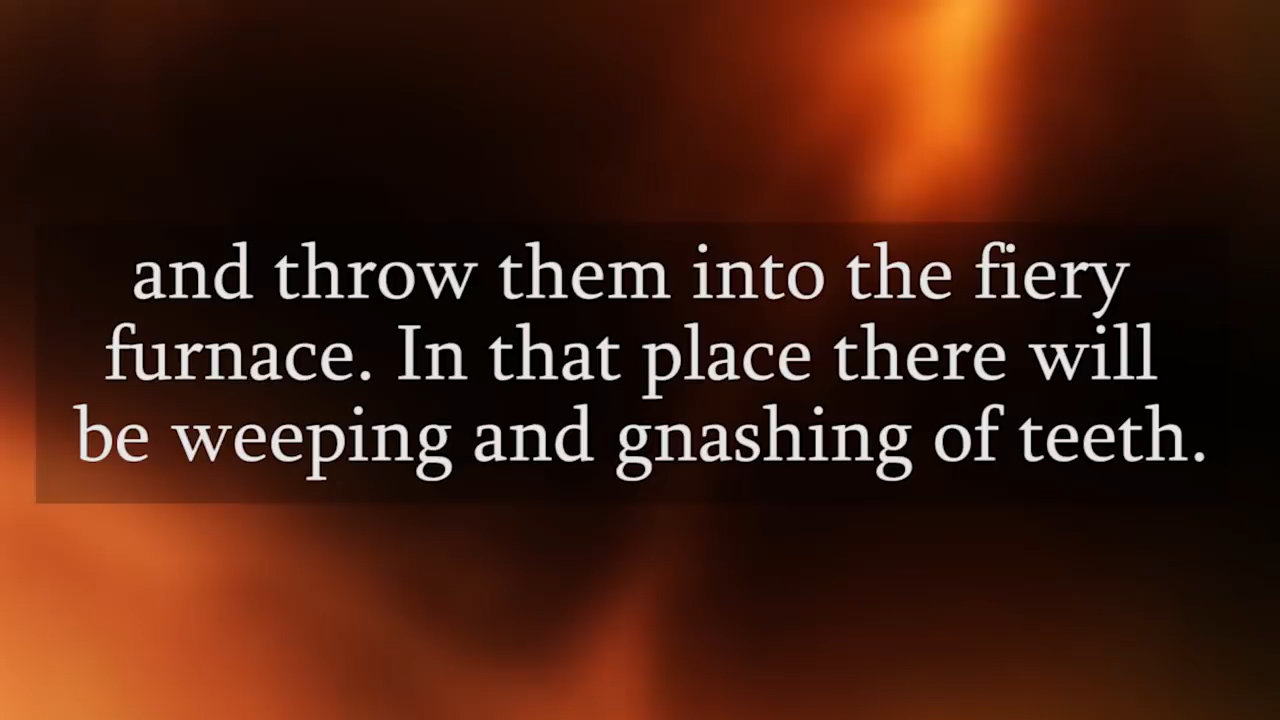 and throw them into the fiery
furnace. In that place there will
be weeping and gnashing of teeth.